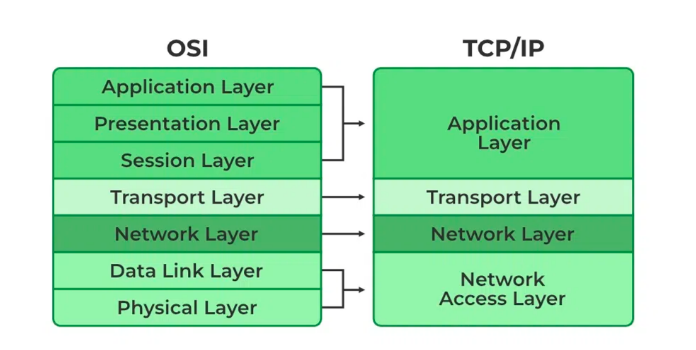 OSI
Application Layer
Presentation Layer
Session Layer
Transport Layer
Network Layer
Data Link Layer
Physical Layer
TCP/IP
Application
Layer
Transport Layer
Network Layer
Network
Access Layer